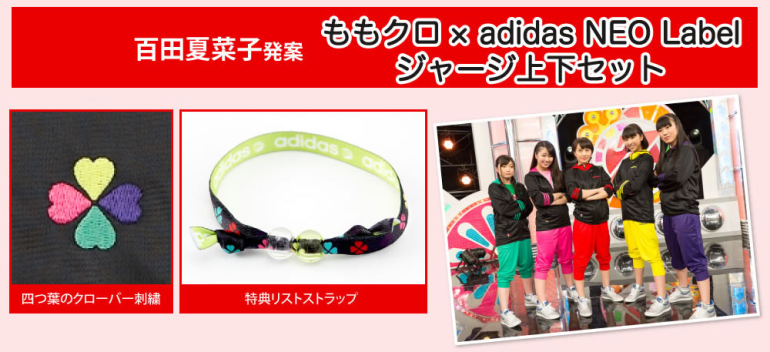 百田夏菜子発案
ももクロ × adidas NEO Label
ジャージ上下セット
adidas adidas
四つ葉のクローバー刺繍
特典リストストラップ